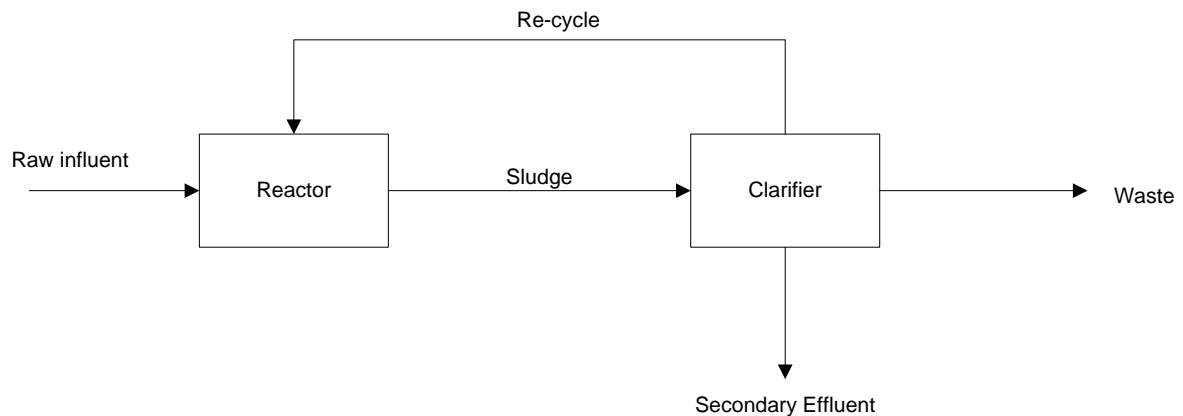 Re-cycle
Raw influent
Reactor
Sludge
Clarifier
Waste
Secondary Effluent